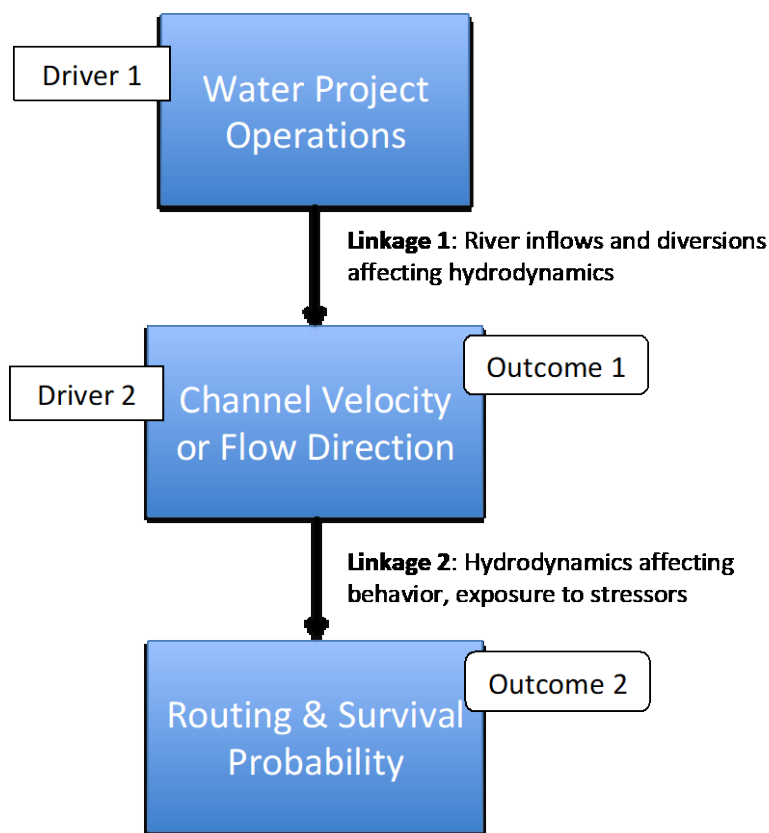 Driver 1
Water Project
Operations
Linkage 1: River inflows and diversions
affecting hydrodynamics
Outcome 1
Driver 2
Channel Velocity
or Flow Direction
Linkage 2: Hydrodynamics affecting
behavior, exposure to stressors
Outcome 2
Routing & Survival
Probability